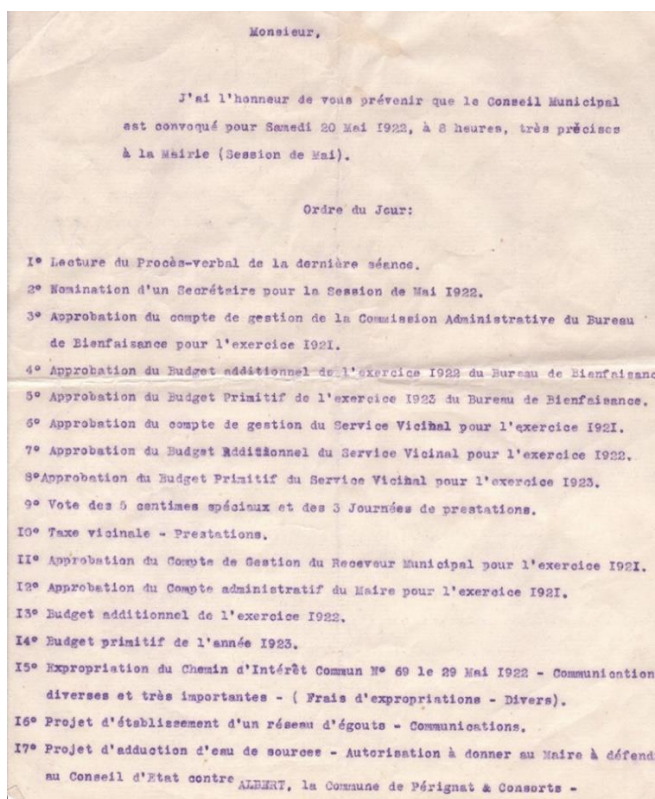 Monsieur,
J'ai l'honneur de vous prévenir que le Conseil Municipal
est convoqué pour Samedi 20 Mai I922, à 8 heures, très précises
à la Mairie (Session de Mai).
Ordre du Jour:
I° Lecture du Procès-verbal de la dernière séance.
2° Nomination d'un Secrétaire pour la Session de Mai I922.
3° Approbation du compte de gestion de la Commission Administrative du Bureau
de Bienfaisance pour l'exercice I92I.
4° Approbation du Budget additionnel de l'exercice I922 du Bureau de Bienfaisanc
5° Approbation du Budget Primitif de l'exercice I923 du Bureau de Bienfaisance.
6° Approbation du compte de gestion du Service Vicinal pour l'exercice I92I.
7° Approbation du Budget Additionnel du Service Vicinal pour l'exercice I922.
8°Approbation du Budget Primitif du Service Vicinal pour l'exercice I923.
9° Vote des 5 centimes spéciaux et des 3 Journées de prestations.
I0° Taxe vicinale - Prestations.
II° Approbation du Compte de Gestion du Receveur Municipal pour l'exercice I92I.
I2° Approbation du Compte administratif du Maire pour l'exercice I92I.
I3° Budget additionnel de l'exercice I922.
I4° Budget primitif de l'année I923.
I5° Expropriation du Chemin d'Intérêt Commun N° 69 le 29 Mai I922 - Communication
diverses et très importantes - ( Frais d'expropriations - Divers).
I6° Projet d'établissement d'un réseau d'égouts - Communications.
I7° Projet d'adduction d'eau de sources - Autorisation à donner au Maire à défend
au Conseil d'Etat contre ALBERT, la Commune de Pérignat & Consorts -